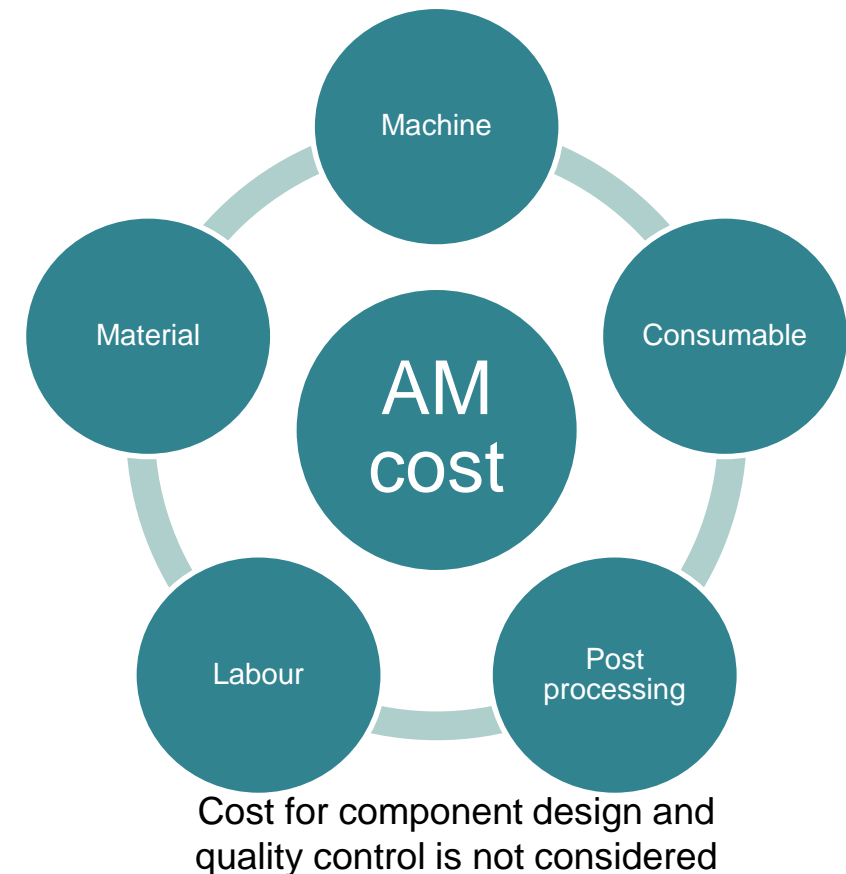 Machine
Material
Consumable
AM
cost
Labour
Post
processing
Cost for component design and
quality control is not considered